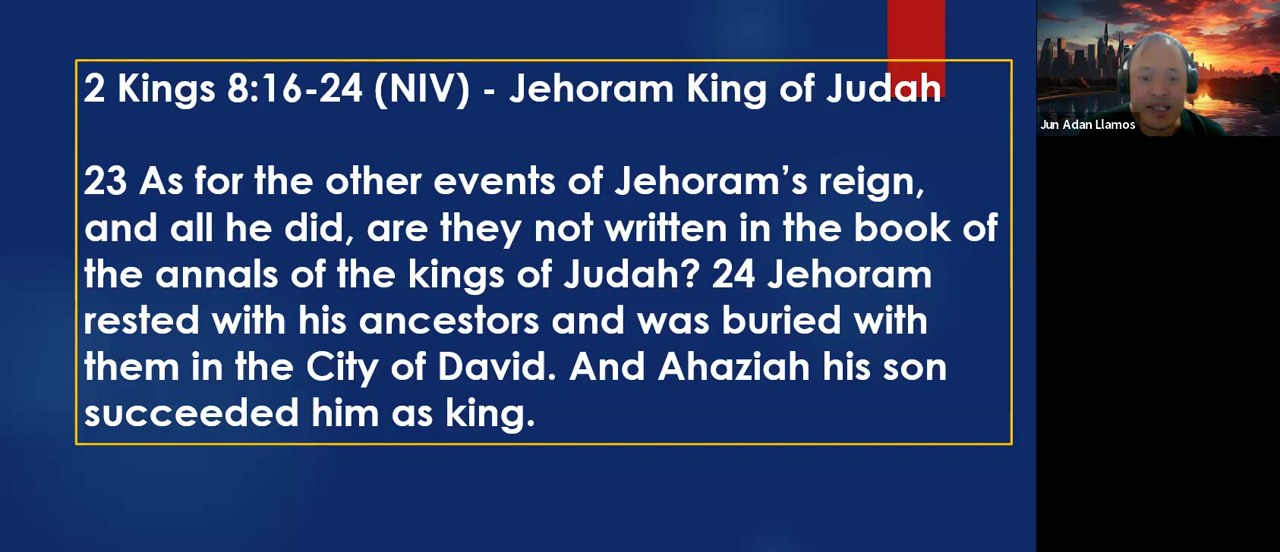 2 Kings 8:16-24 (NIV) - Jehoram King of Judah
23 As for the other events of Jehoram’s reign,
and all he did, are they not written in the book of
the annals of the kings of Judah? 24 Jehoram
rested with his ancestors and was buried with
them in the City of David. And Ahaziah his son
succeeded him as king.
Jun Adan Llamos